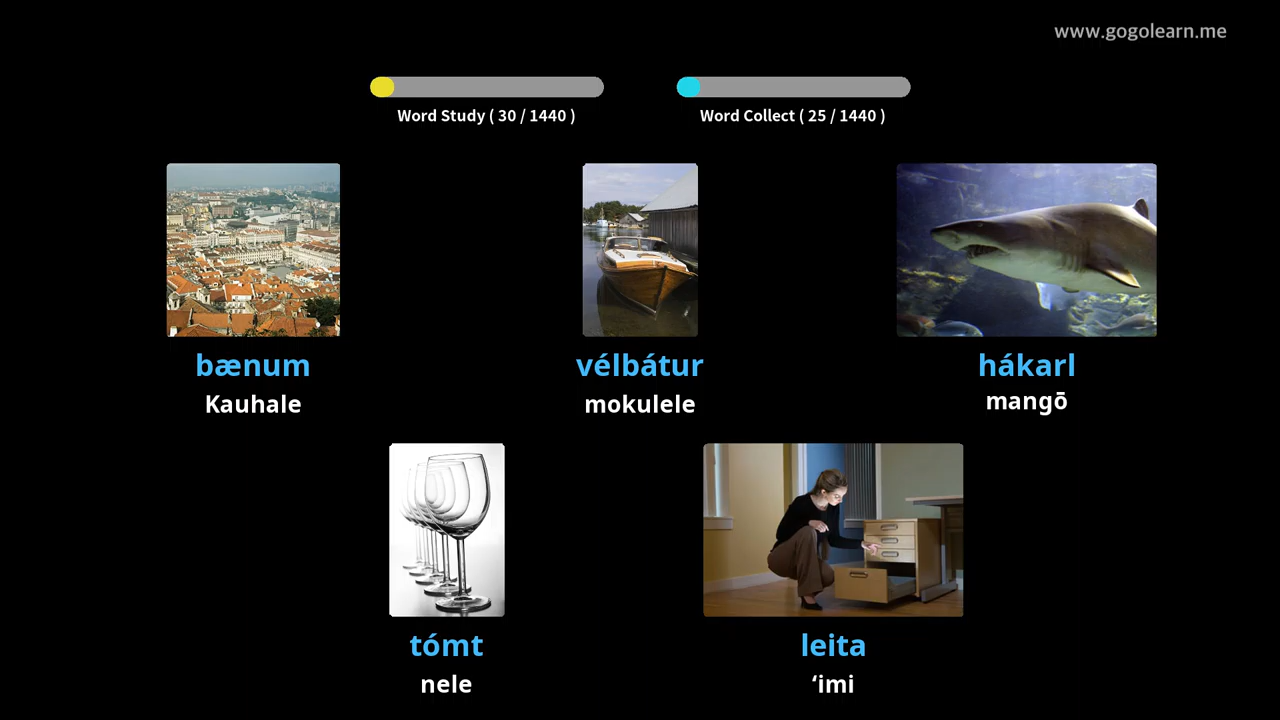 www.gogolearn.me
Word Study ( 30 / 1440 )
Word Collect ( 25 / 1440 )
bænum
Kauhale
vélbátur
mokulele
hákarl
mangō
tómt
nele
leita
ʻimi